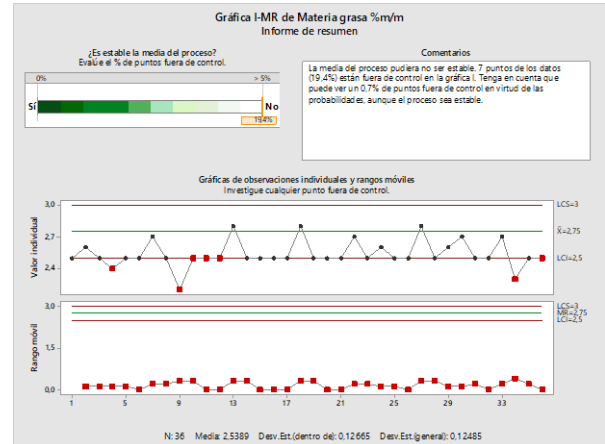 Gráfica I-MR de Materia grasa %m/m
Informe de resumen
¿Es estable la media del proceso?
Evalúe el % de puntos fuera de control.
0%
> 5%
Sí
No
19,4%
Comentarios
La media del proceso pudiera no ser estable. 7 puntos de los datos
(19,4%) están fuera de control en la gráfica I. Tenga en cuenta que
puede ver un 0,7% de puntos fuera de control en virtud de las
probabilidades, aunque el proceso sea estable.
Gráficas de observaciones individuales y rangos móviles
Investigue cualquier punto fuera de control.
Valor individual
3,0
2,7
2,4
LCS=3
X̄=2,75
LCI=2,5
Rango móvil
3,0
1,5
0,0
LCS=3
M̅R̅=2,75
LCI=2,5
1 5 9 13 17 21 25 29 33
N: 36 Media: 2,5389 Desv.Est.(dentro de): 0,12665 Desv.Est.(general): 0,12485